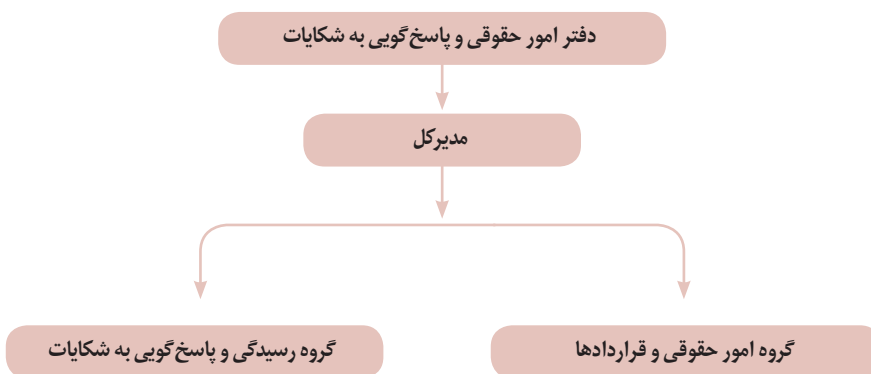 دفتر امور حقوقی و پاسخ‌گویی به شکایات
مدیرکل
گروه امور حقوقی و قراردادها
گروه رسیدگی و پاسخ‌گویی به شکایات